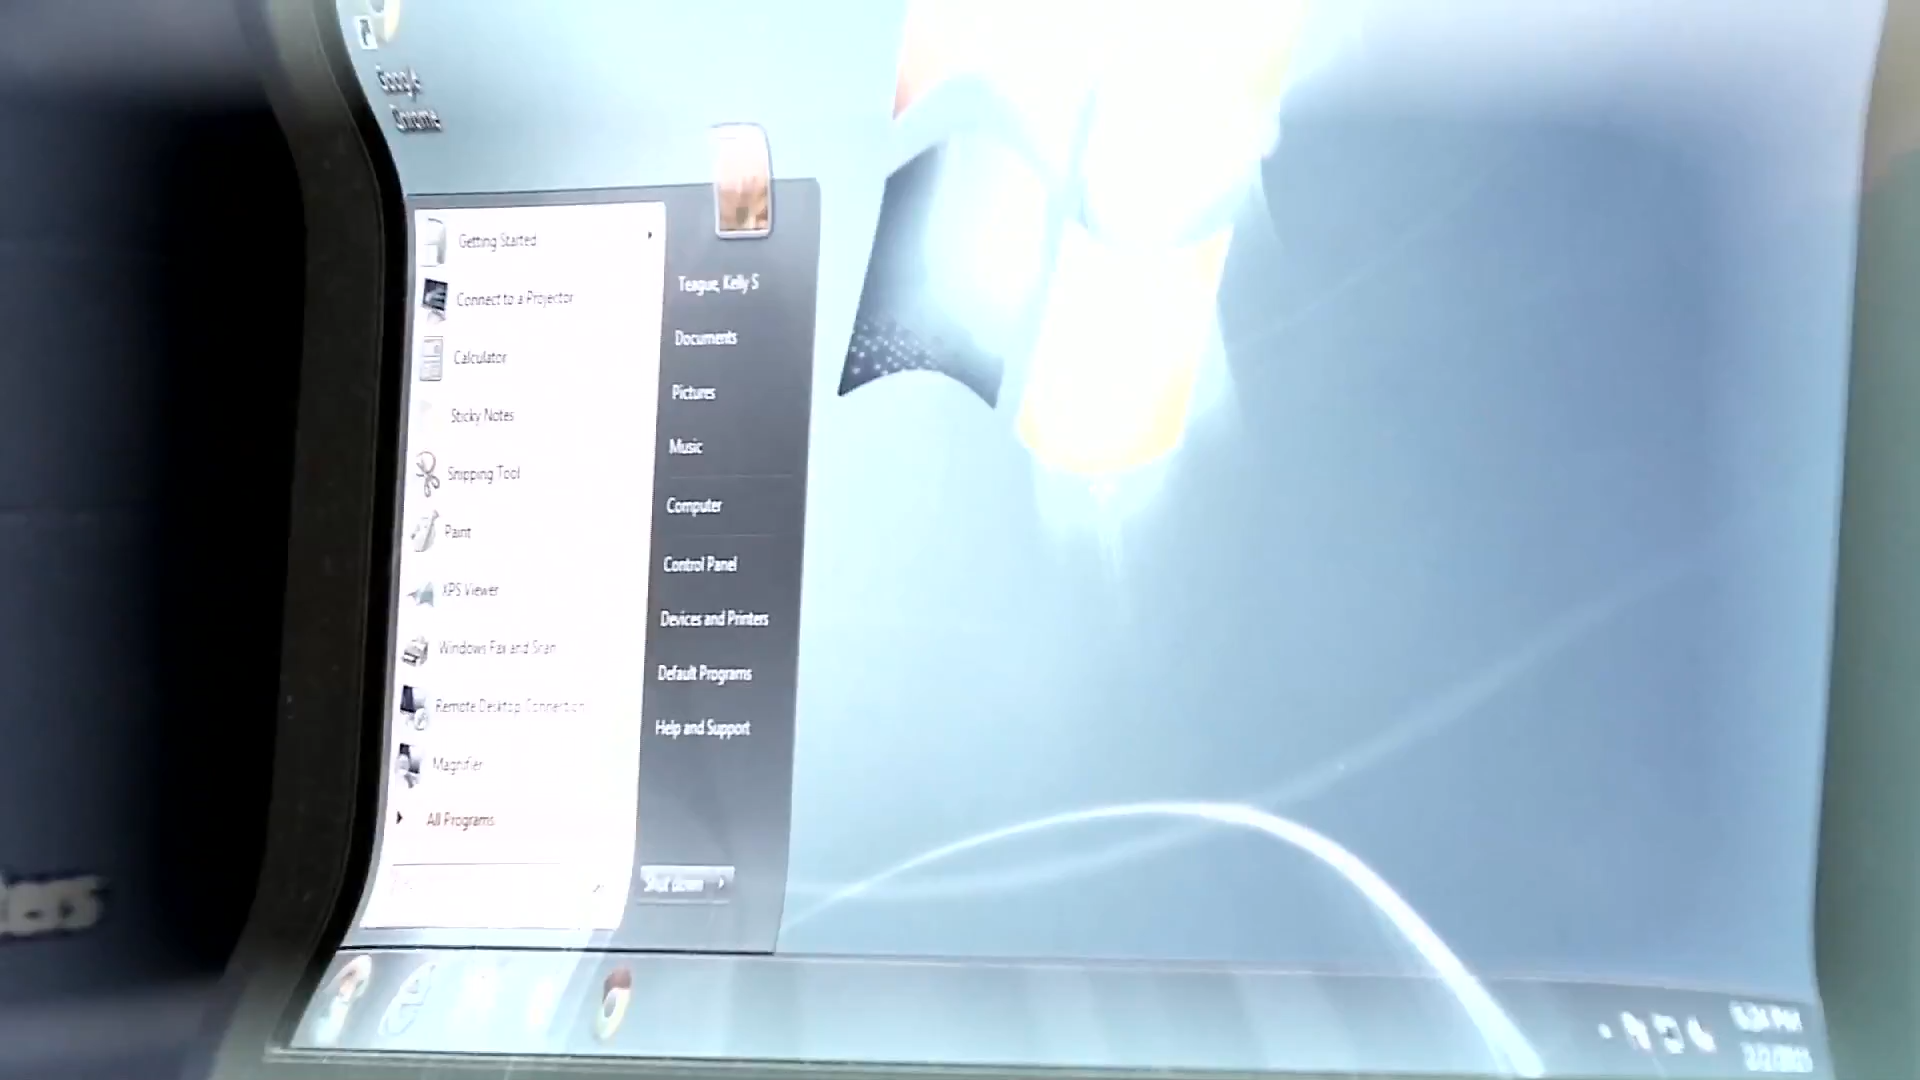 Google
Chrome
Getting Started
Connect to a Projector
Calculator
Sticky Notes
Snipping Tool
Paint
XPS Viewer
Windows Fax and Scan
Remote Desktop Connection
Magnifier
All Programs
Teague, Kelly S
Documents
Pictures
Music
Computer
Control Panel
Devices and Printers
Default Programs
Help and Support
Shut down